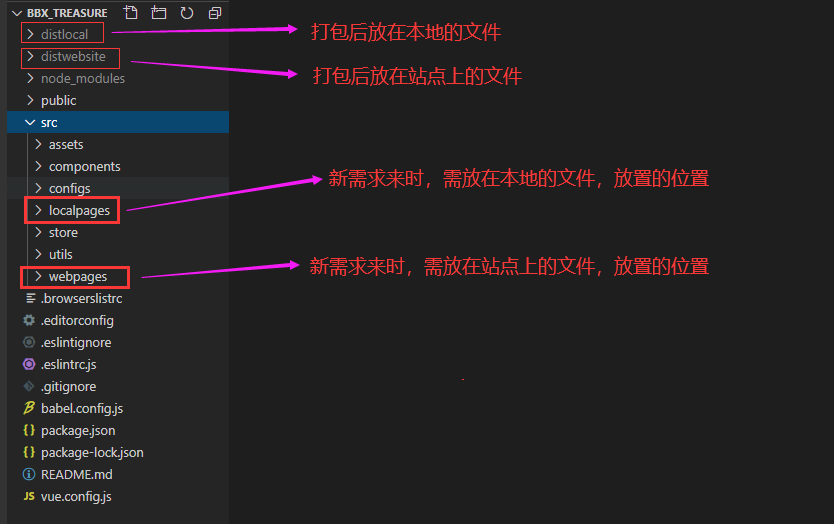 BBX_TREASURE
distlocal
打包后放在本地的文件
distwebsite
打包后放在站点上的文件
node_modules
public
src
assets
components
configs
新需求来时，需放在本地的文件，放置的位置
localpages
store
utils
新需求来时，需放在站点上的文件，放置的位置
webpages
.browserslistrc
.editorconfig
.eslintignore
.eslintrc.js
.gitignore
babel.config.js
package.json
package-lock.json
README.md
JS vue.config.js